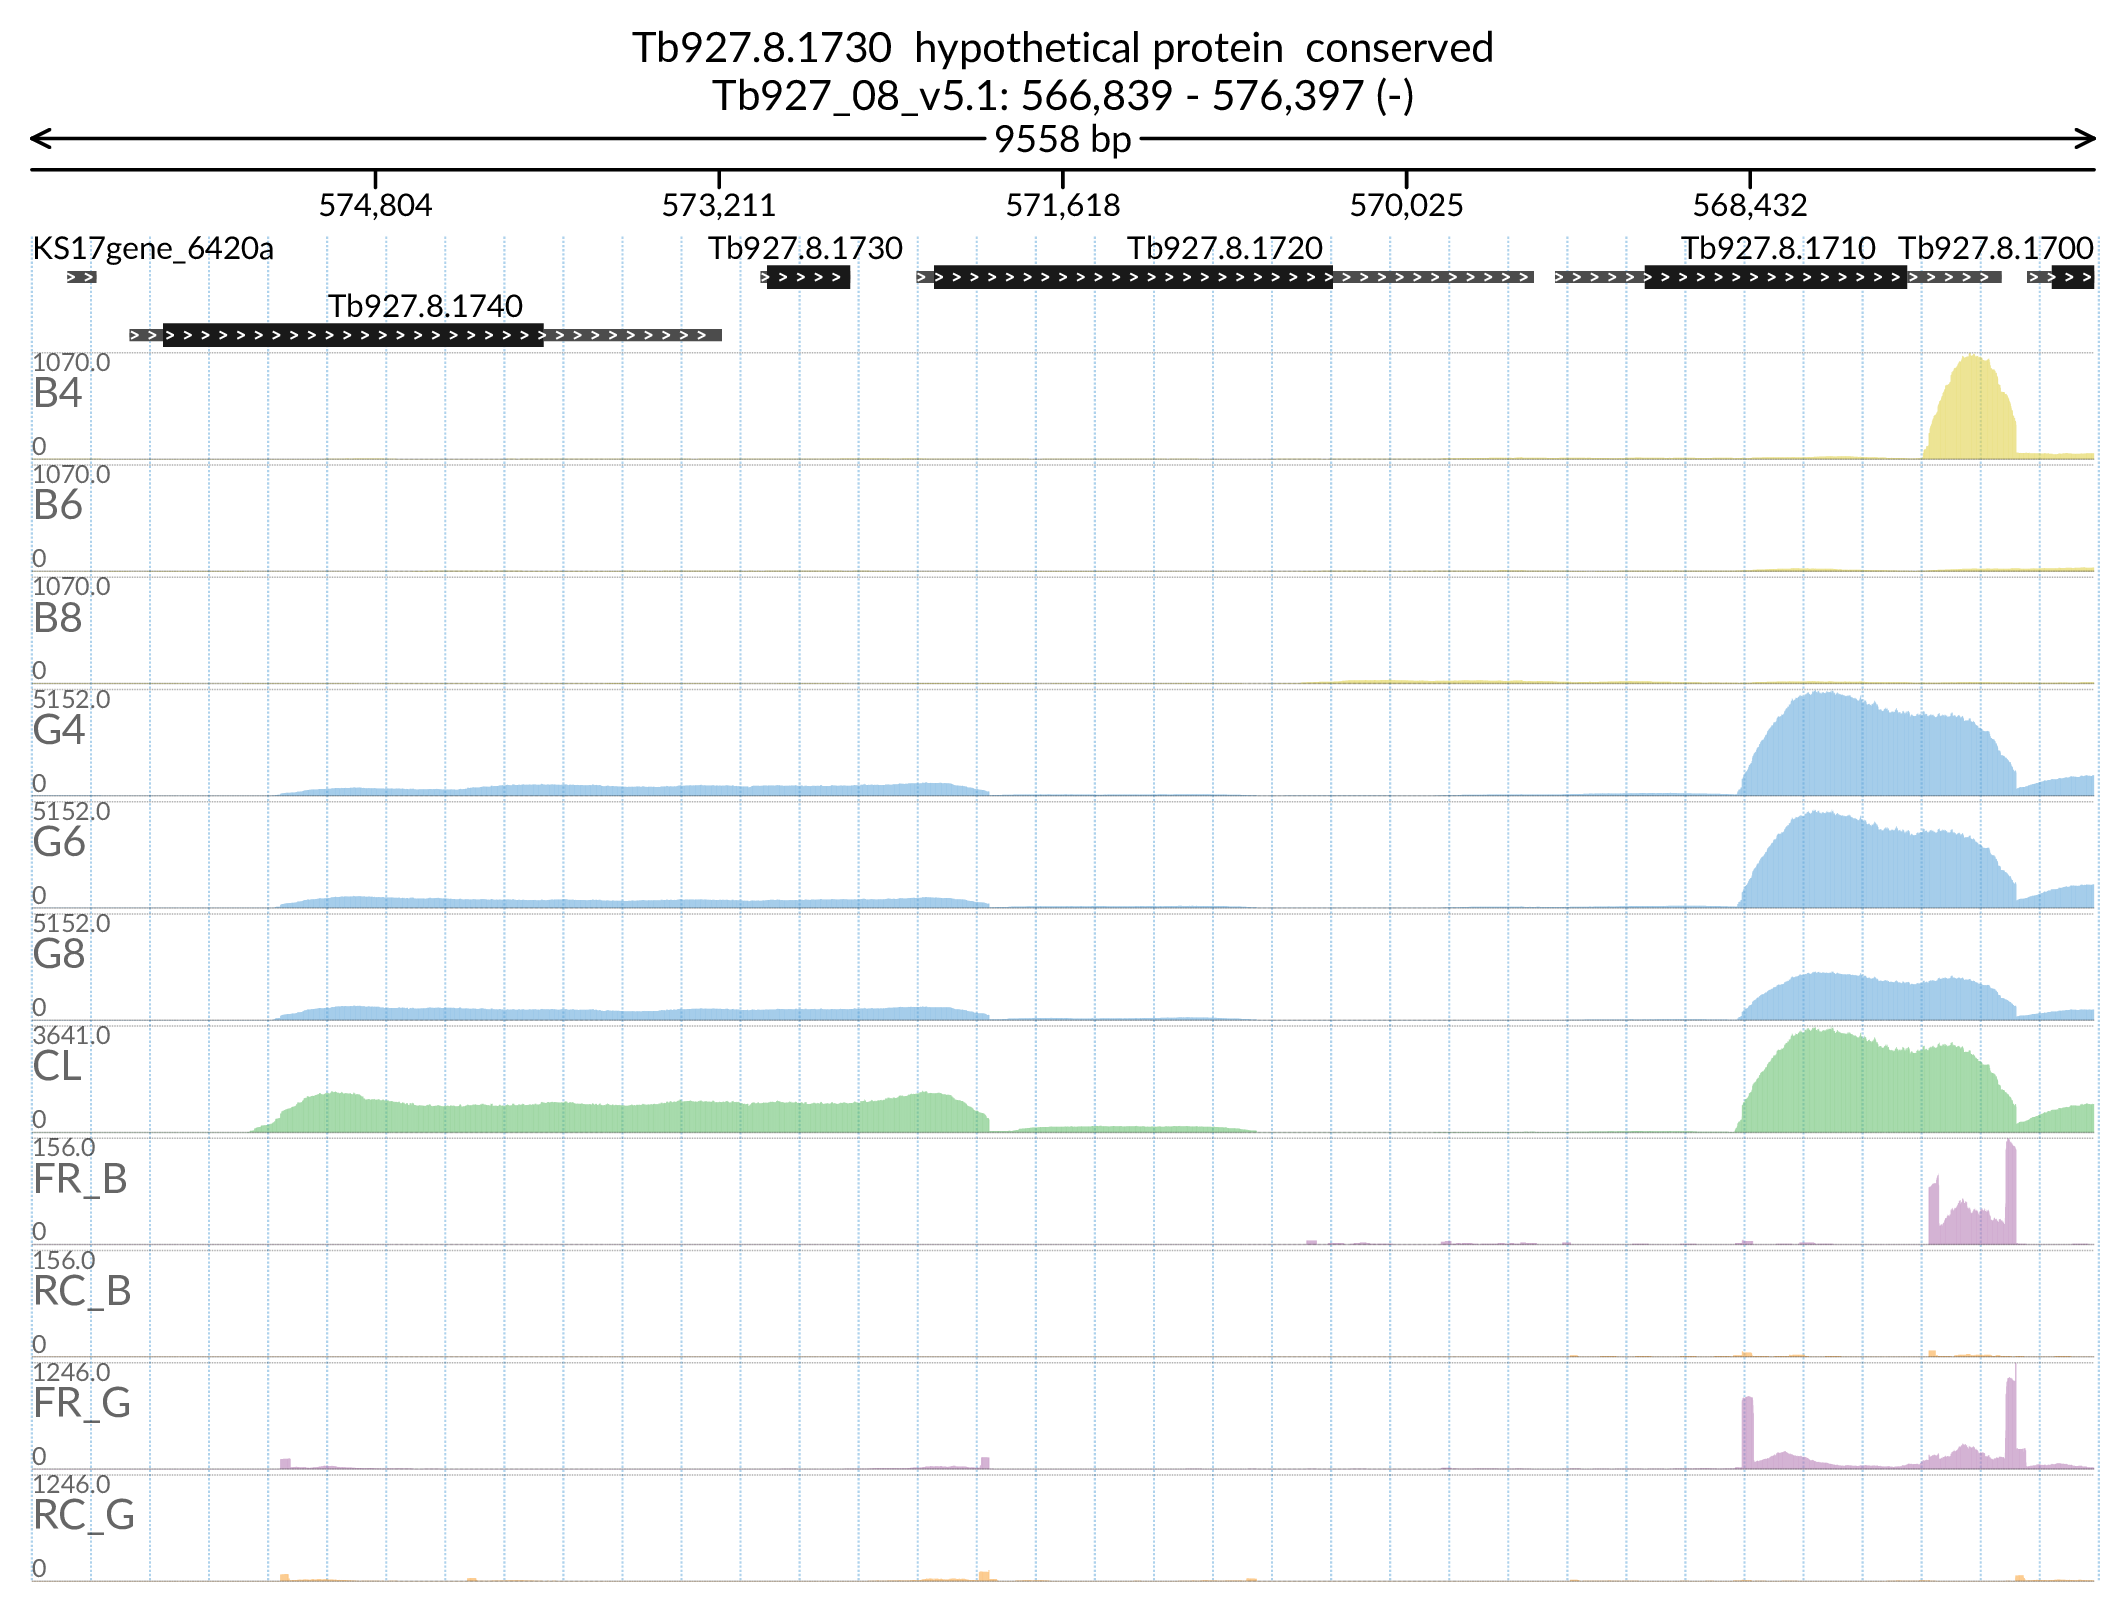 Tb927.8.1730  hypothetical protein  conserved
Tb927_08_v5.1: 566,839 - 576,397 (-)
9558 bp
574,804 573,211 571,618 570,025 568,432
KS17gene_6420a Tb927.8.1730 Tb927.8.1720 Tb927.8.1710 Tb927.8.1700
Tb927.8.1740
1070.0
B4
0
1070.0
B6
0
1070.0
B8
0
5152.0
G4
0
5152.0
G6
0
5152.0
G8
0
3641.0
CL
0
156.0
FR_B
0
156.0
RC_B
0
1246.0
FR_G
0
1246.0
RC_G
0